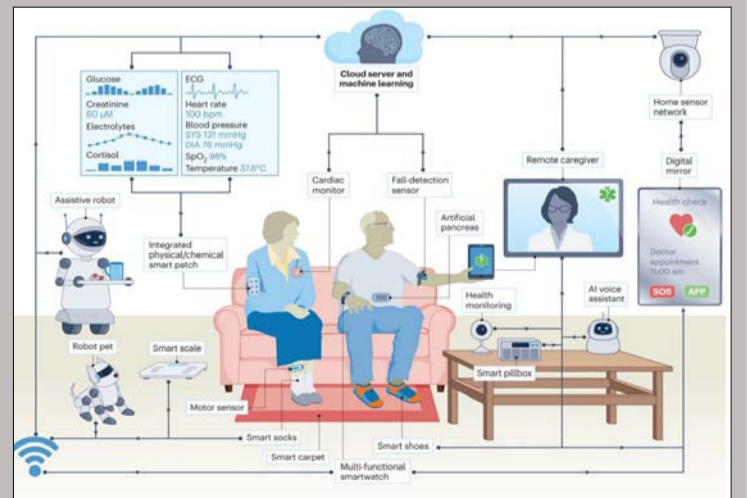 Cloud server and
machine learning
Glucose
Creatinine
60 μM
Electrolytes
Cortisol
ECG
Heart rate
100 bpm
Blood pressure
SYS 131 mmHg
DIA 76 mmHg
SpO₂ 98%
Temperature 37.6°C
Home sensor
network
Remote caregiver
Digital
mirror
Cardiac
monitor
Fall-detection
sensor
Assistive robot
Artificial
pancreas
Health check
Integrated
physical/chemical
smart patch
Doctor
appointment
11:00 am
SOS
APP
Health
monitoring
AI voice
assistant
Robot pet
Smart scale
Smart pillbox
Motor sensor
Smart socks
Smart shoes
Smart carpet
Multi-functional
smartwatch